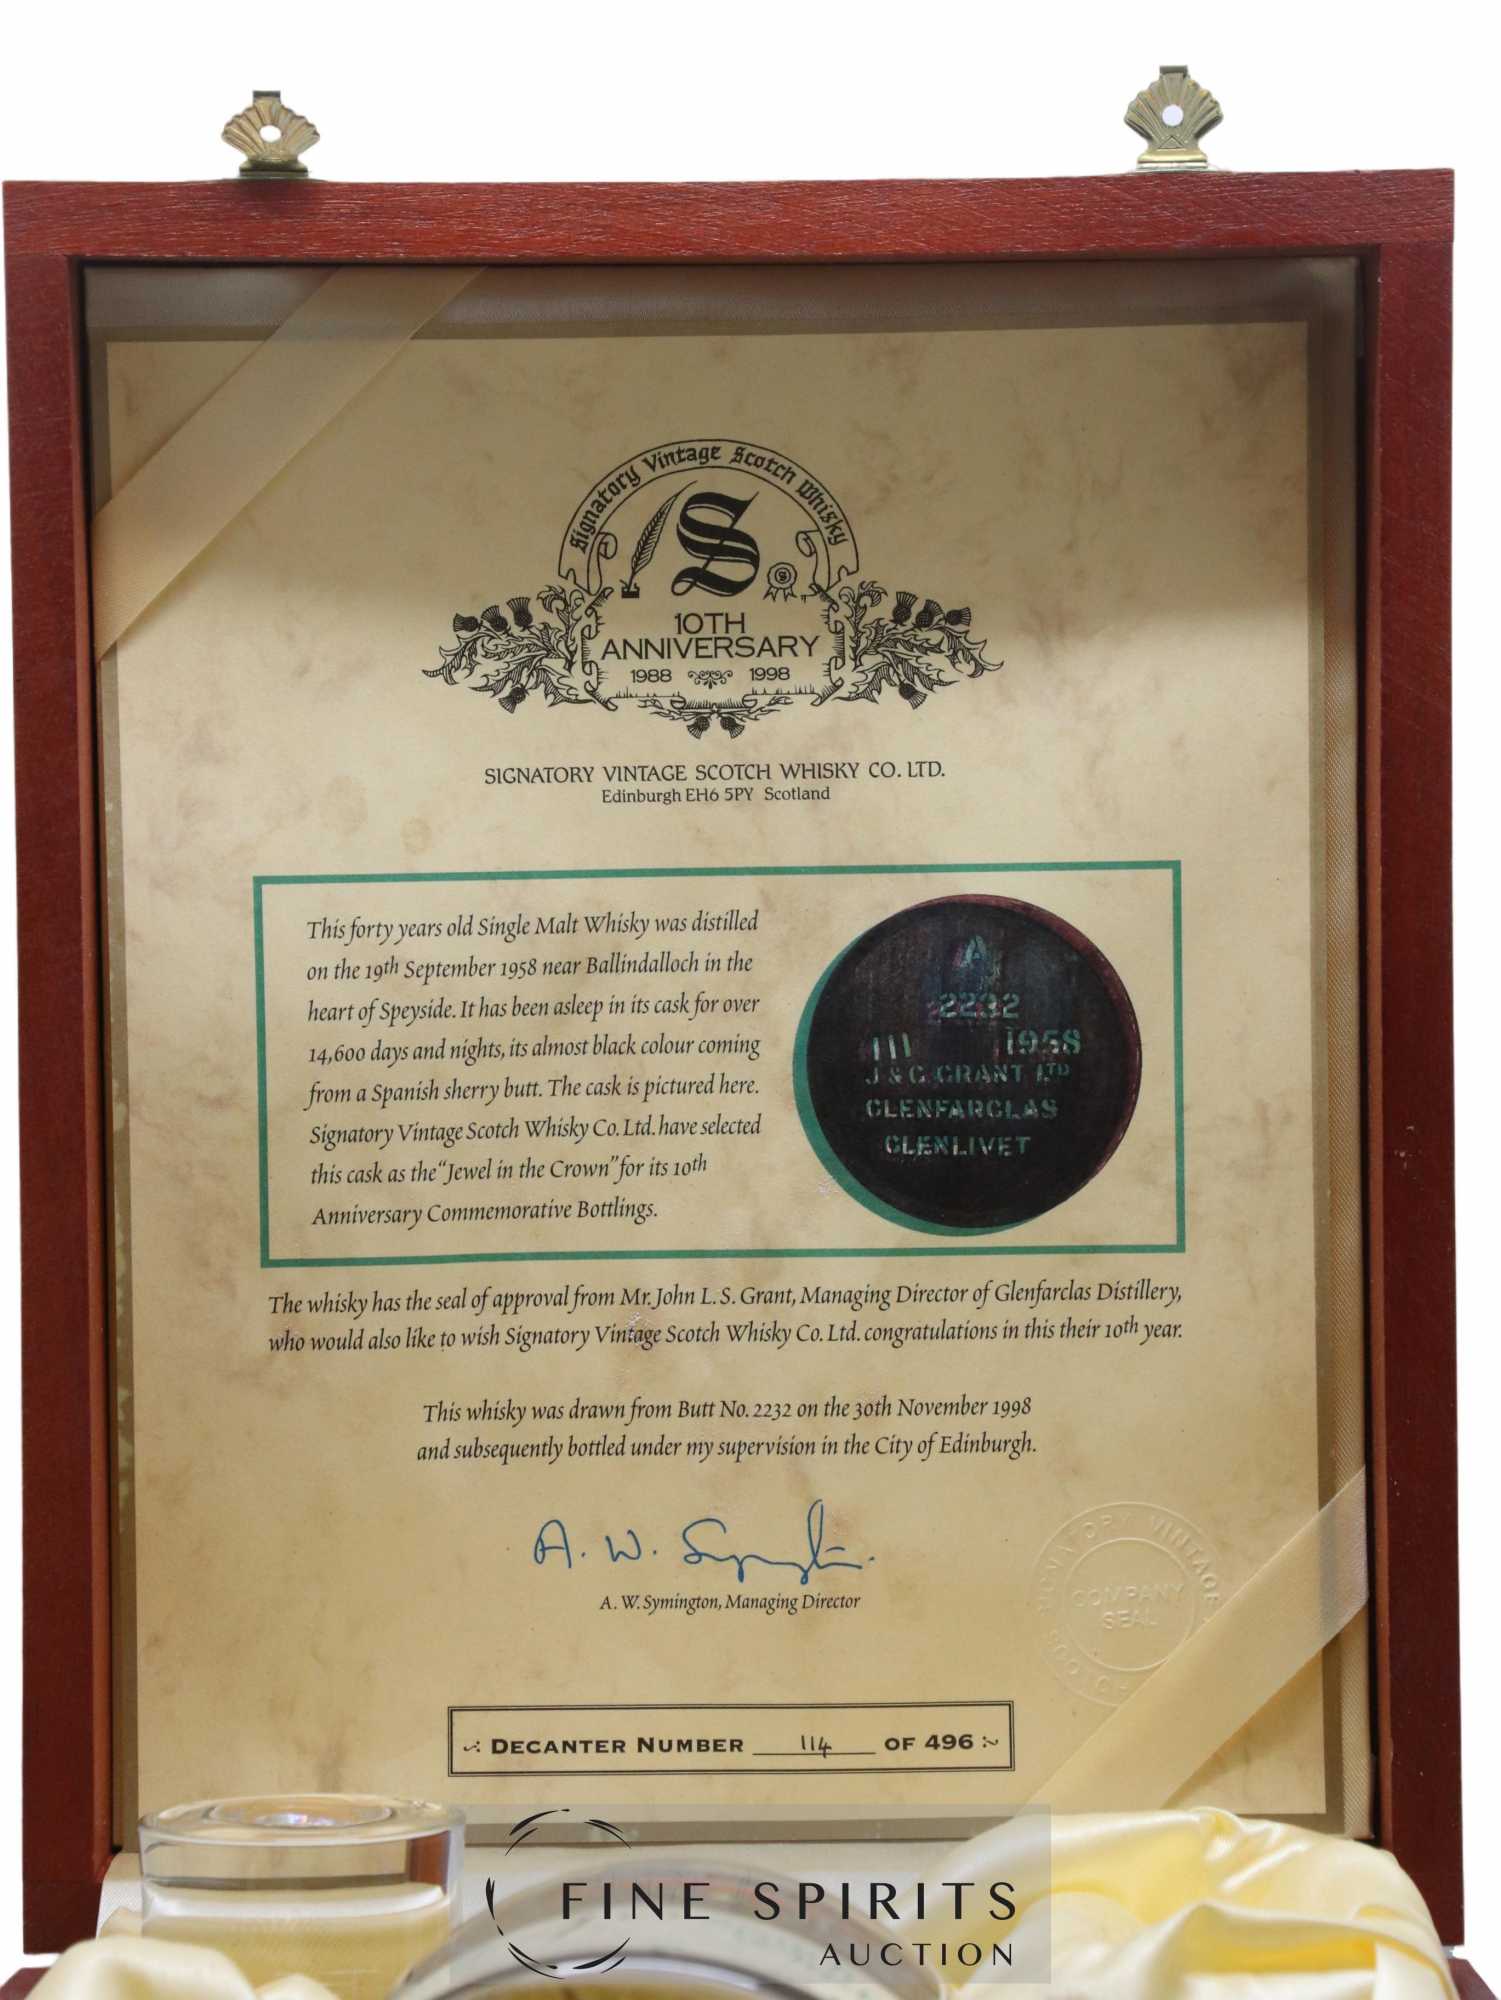 Signatory Vintage Scotch Whisky
S
10TH
ANNIVERSARY
1988 1998
SIGNATORY VINTAGE SCOTCH WHISKY CO. LTD.
Edinburgh EH6 5PY Scotland
This forty years old Single Malt Whisky was distilled
on the 19th September 1958 near Ballindalloch in the
heart of Speyside. It has been asleep in its cask for over
14,600 days and nights, its almost black colour coming
from a Spanish sherry butt. The cask is pictured here.
Signatory Vintage Scotch Whisky Co. Ltd. have selected
this cask as the "Jewel in the Crown" for its 10th
Anniversary Commemorative Bottlings.
A
2232
111 1958
J & G GRANT LTD
GLENFARCLAS
GLENLIVET
The whisky has the seal of approval from Mr. John L. S. Grant, Managing Director of Glenfarclas Distillery,
who would also like to wish Signatory Vintage Scotch Whisky Co. Ltd. congratulations in this their 10th year.
This whisky was drawn from Butt No. 2232 on the 30th November 1998
and subsequently bottled under my supervision in the City of Edinburgh.
A. W. Symington
A. W. Symington, Managing Director
SIGNATORY VINTAGE
SCOTCH
COMPANY
SEAL
DECANTER NUMBER 114 OF 496
FINE SPIRITS
AUCTION